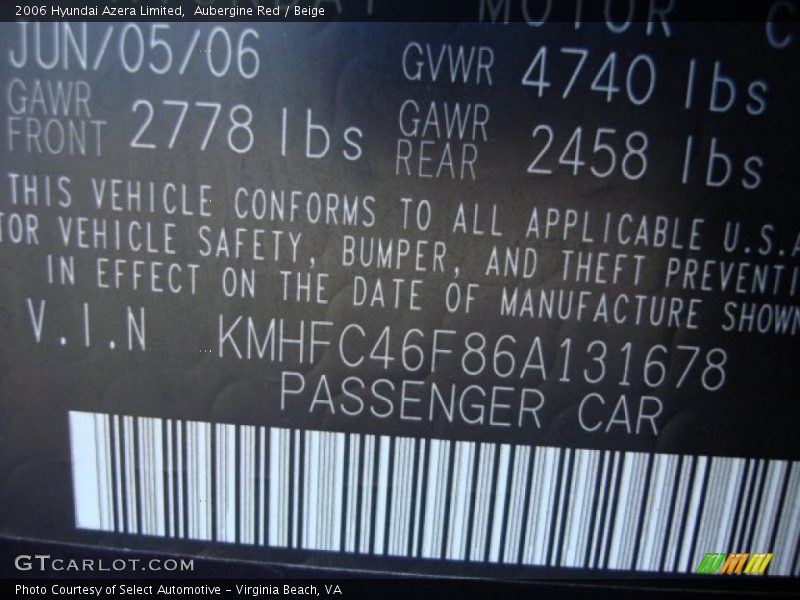 2006 Hyundai Azera Limited, Aubergine Red / Beige
MOTOR C
JUN/05/06 GVWR 4740 lbs
GAWR FRONT 2778 lbs GAWR REAR 2458 lbs
THIS VEHICLE CONFORMS TO ALL APPLICABLE U.S.A
TOR VEHICLE SAFETY, BUMPER, AND THEFT PREVENTI
IN EFFECT ON THE DATE OF MANUFACTURE SHOWN
V.I.N KMHFC46F86A131678
PASSENGER CAR
GTCARLOT.COM
Photo Courtesy of Select Automotive - Virginia Beach, VA